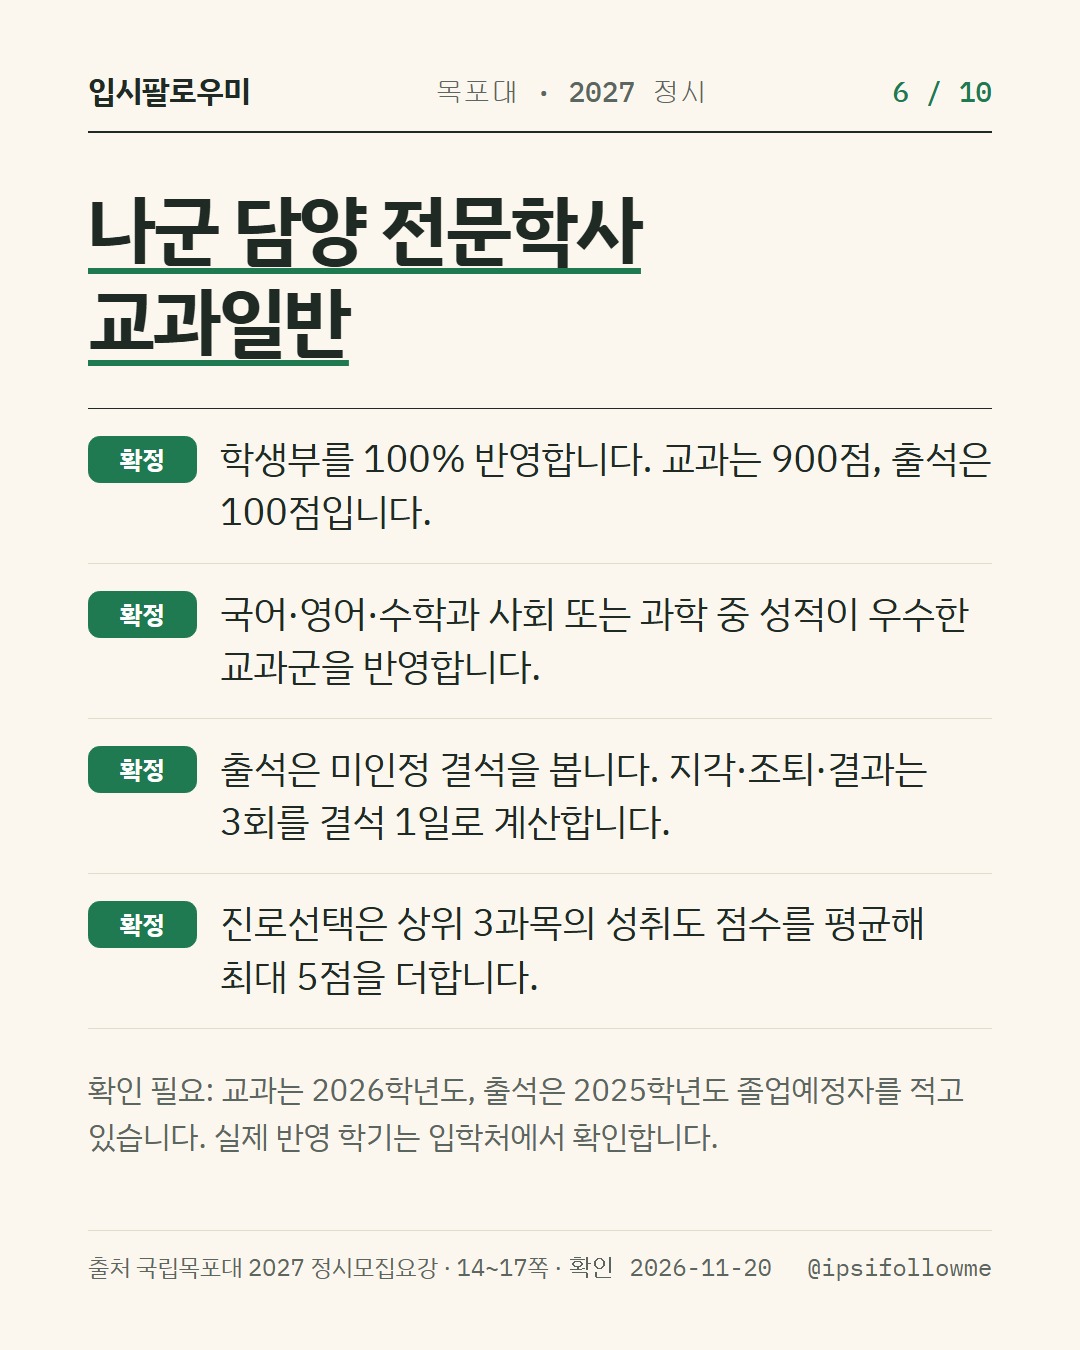 입시팔로우미
목포대 · 2027 정시
6 / 10
나군 담양 전문학사
교과일반
확정
학생부를 100% 반영합니다. 교과는 900점, 출석은
100점입니다.
확정
국어·영어·수학과 사회 또는 과학 중 성적이 우수한
교과군을 반영합니다.
확정
출석은 미인정 결석을 봅니다. 지각·조퇴·결과는
3회를 결석 1일로 계산합니다.
확정
진로선택은 상위 3과목의 성취도 점수를 평균해
최대 5점을 더합니다.
확인 필요: 교과는 2026학년도, 출석은 2025학년도 졸업예정자를 적고
있습니다. 실제 반영 학기는 입학처에서 확인합니다.
출처 국립목포대 2027 정시모집요강 · 14~17쪽 · 확인 2026-11-20 @ipsifollowme